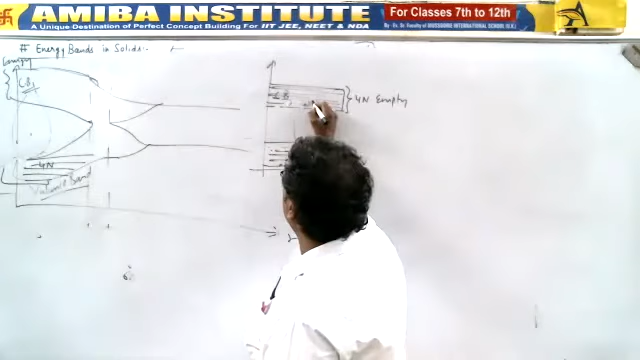 AMIBA INSTITUTE
A Unique Destination of Perfect Concept Building For IIT JEE, NEET & NDA
For Classes 7th to 12th
# Energy Bands in Solids:-
Empty
C.B.
4N
Valence Band
4N Empty